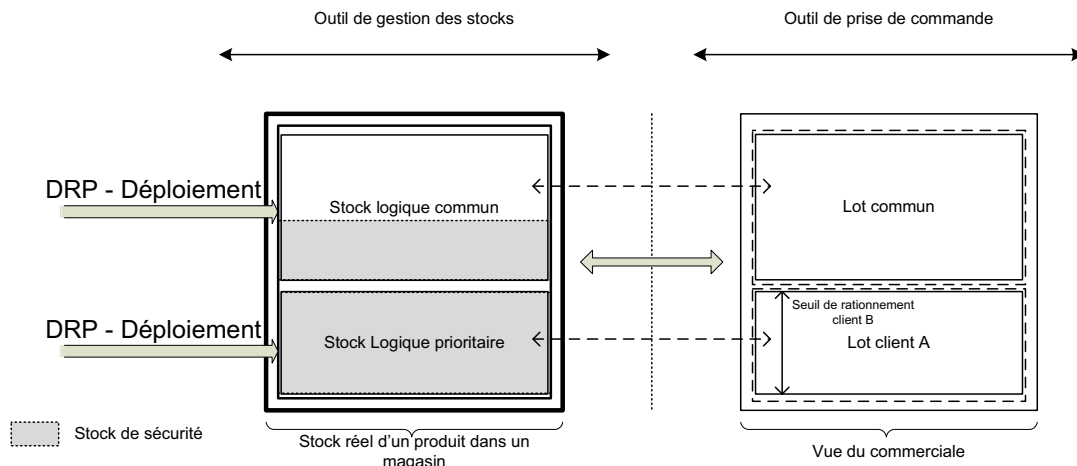 Outil de gestion des stocks
Outil de prise de commande
DRP - Déploiement
Stock logique commun
Lot commun
DRP - Déploiement
Stock Logique prioritaire
Seuil de rationnement
client B
Lot client A
Stock de sécurité
Stock réel d'un produit dans un
magasin
Vue du commerciale